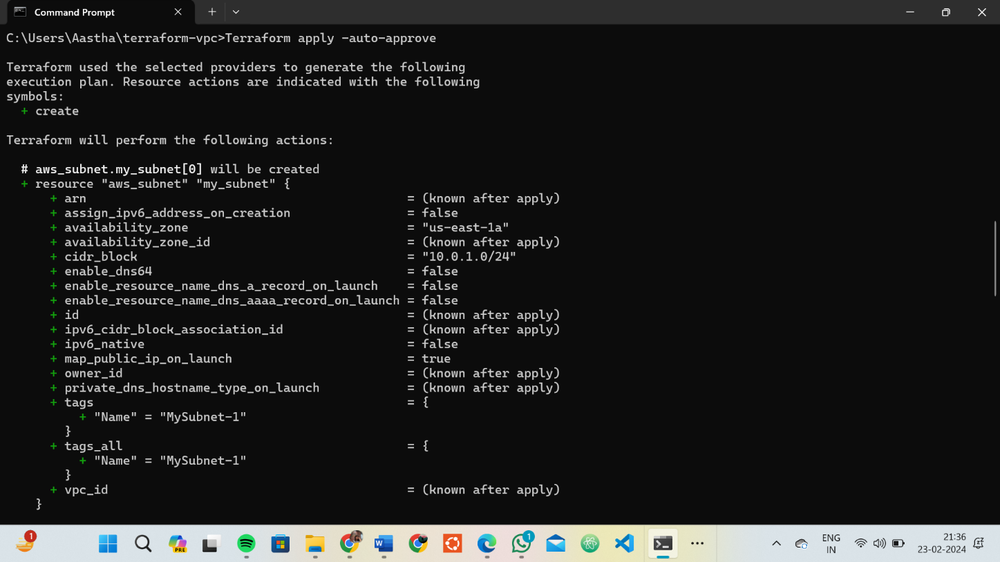 Command Prompt
C:\Users\Aastha\terraform-vpc>Terraform apply -auto-approve
Terraform used the selected providers to generate the following
execution plan. Resource actions are indicated with the following
symbols:
+ create
Terraform will perform the following actions:
# aws_subnet.my_subnet[0] will be created
+ resource "aws_subnet" "my_subnet" {
+ arn = (known after apply)
+ assign_ipv6_address_on_creation = false
+ availability_zone = "us-east-1a"
+ availability_zone_id = (known after apply)
+ cidr_block = "10.0.1.0/24"
+ enable_dns64 = false
+ enable_resource_name_dns_a_record_on_launch = false
+ enable_resource_name_dns_aaaa_record_on_launch = false
+ id = (known after apply)
+ ipv6_cidr_block_association_id = (known after apply)
+ ipv6_native = false
+ map_public_ip_on_launch = true
+ owner_id = (known after apply)
+ private_dns_hostname_type_on_launch = (known after apply)
+ tags = {
+ "Name" = "MySubnet-1"
}
+ tags_all = {
+ "Name" = "MySubnet-1"
}
+ vpc_id = (known after apply)
}
1
PRE
1
ENG
IN
21:36
23-02-2024